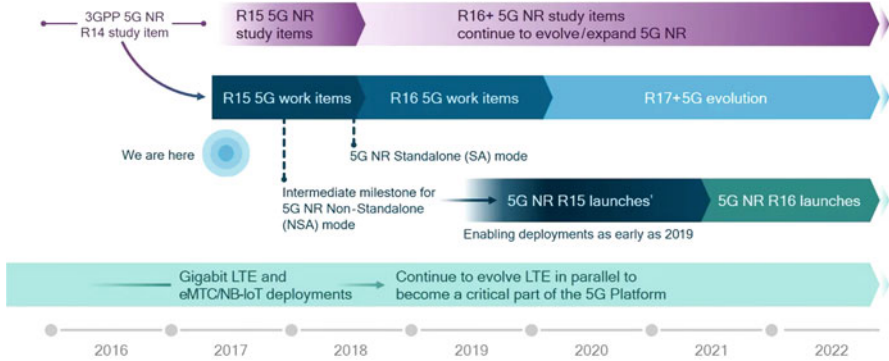 3GPP 5G NR
R14 study item
R15 5G NR
study items
R16+ 5G NR study items
continue to evolve/expand 5G NR
R15 5G work items
R16 5G work items
R17+5G evolution
We are here
5G NR Standalone (SA) mode
Intermediate milestone for
5G NR Non-Standalone
(NSA) mode
5G NR R15 launches¹
5G NR R16 launches
Enabling deployments as early as 2019
Gigabit LTE and
eMTC/NB-IoT deployments
Continue to evolve LTE in parallel to
become a critical part of the 5G Platform
2016 2017 2018 2019 2020 2021 2022